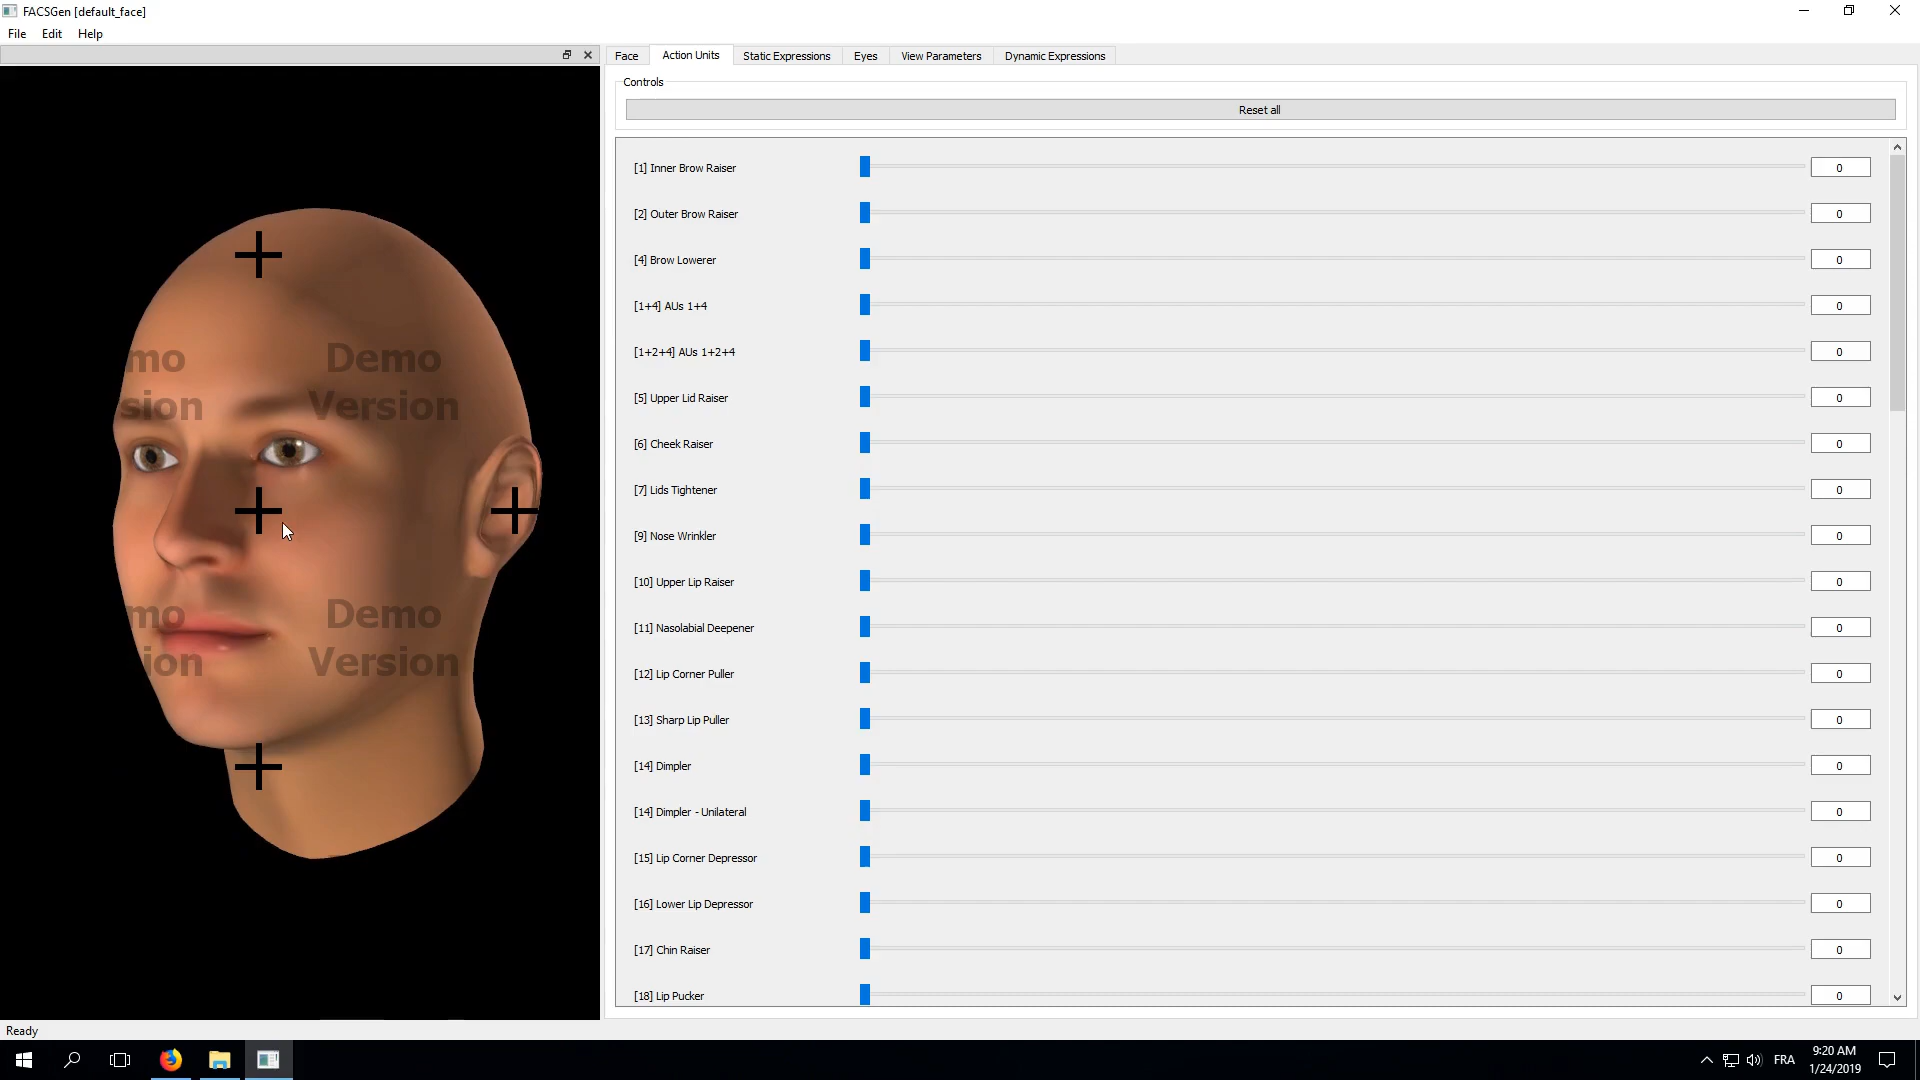 FACSGen [default_face]
File Edit Help
Face Action Units Static Expressions Eyes View Parameters Dynamic Expressions
Controls
Reset all
[1] Inner Brow Raiser 0
[2] Outer Brow Raiser 0
[4] Brow Lowerer 0
[1+4] AUs 1+4 0
[1+2+4] AUs 1+2+4 0
[5] Upper Lid Raiser 0
[6] Cheek Raiser 0
[7] Lids Tightener 0
[9] Nose Wrinkler 0
[10] Upper Lip Raiser 0
[11] Nasolabial Deepener 0
[12] Lip Corner Puller 0
[13] Sharp Lip Puller 0
[14] Dimpler 0
[14] Dimpler - Unilateral 0
[15] Lip Corner Depressor 0
[16] Lower Lip Depressor 0
[17] Chin Raiser 0
[18] Lip Pucker 0
mo Demo
sion Version
mo Demo
ion Version
Ready
FRA
9:20 AM
1/24/2019